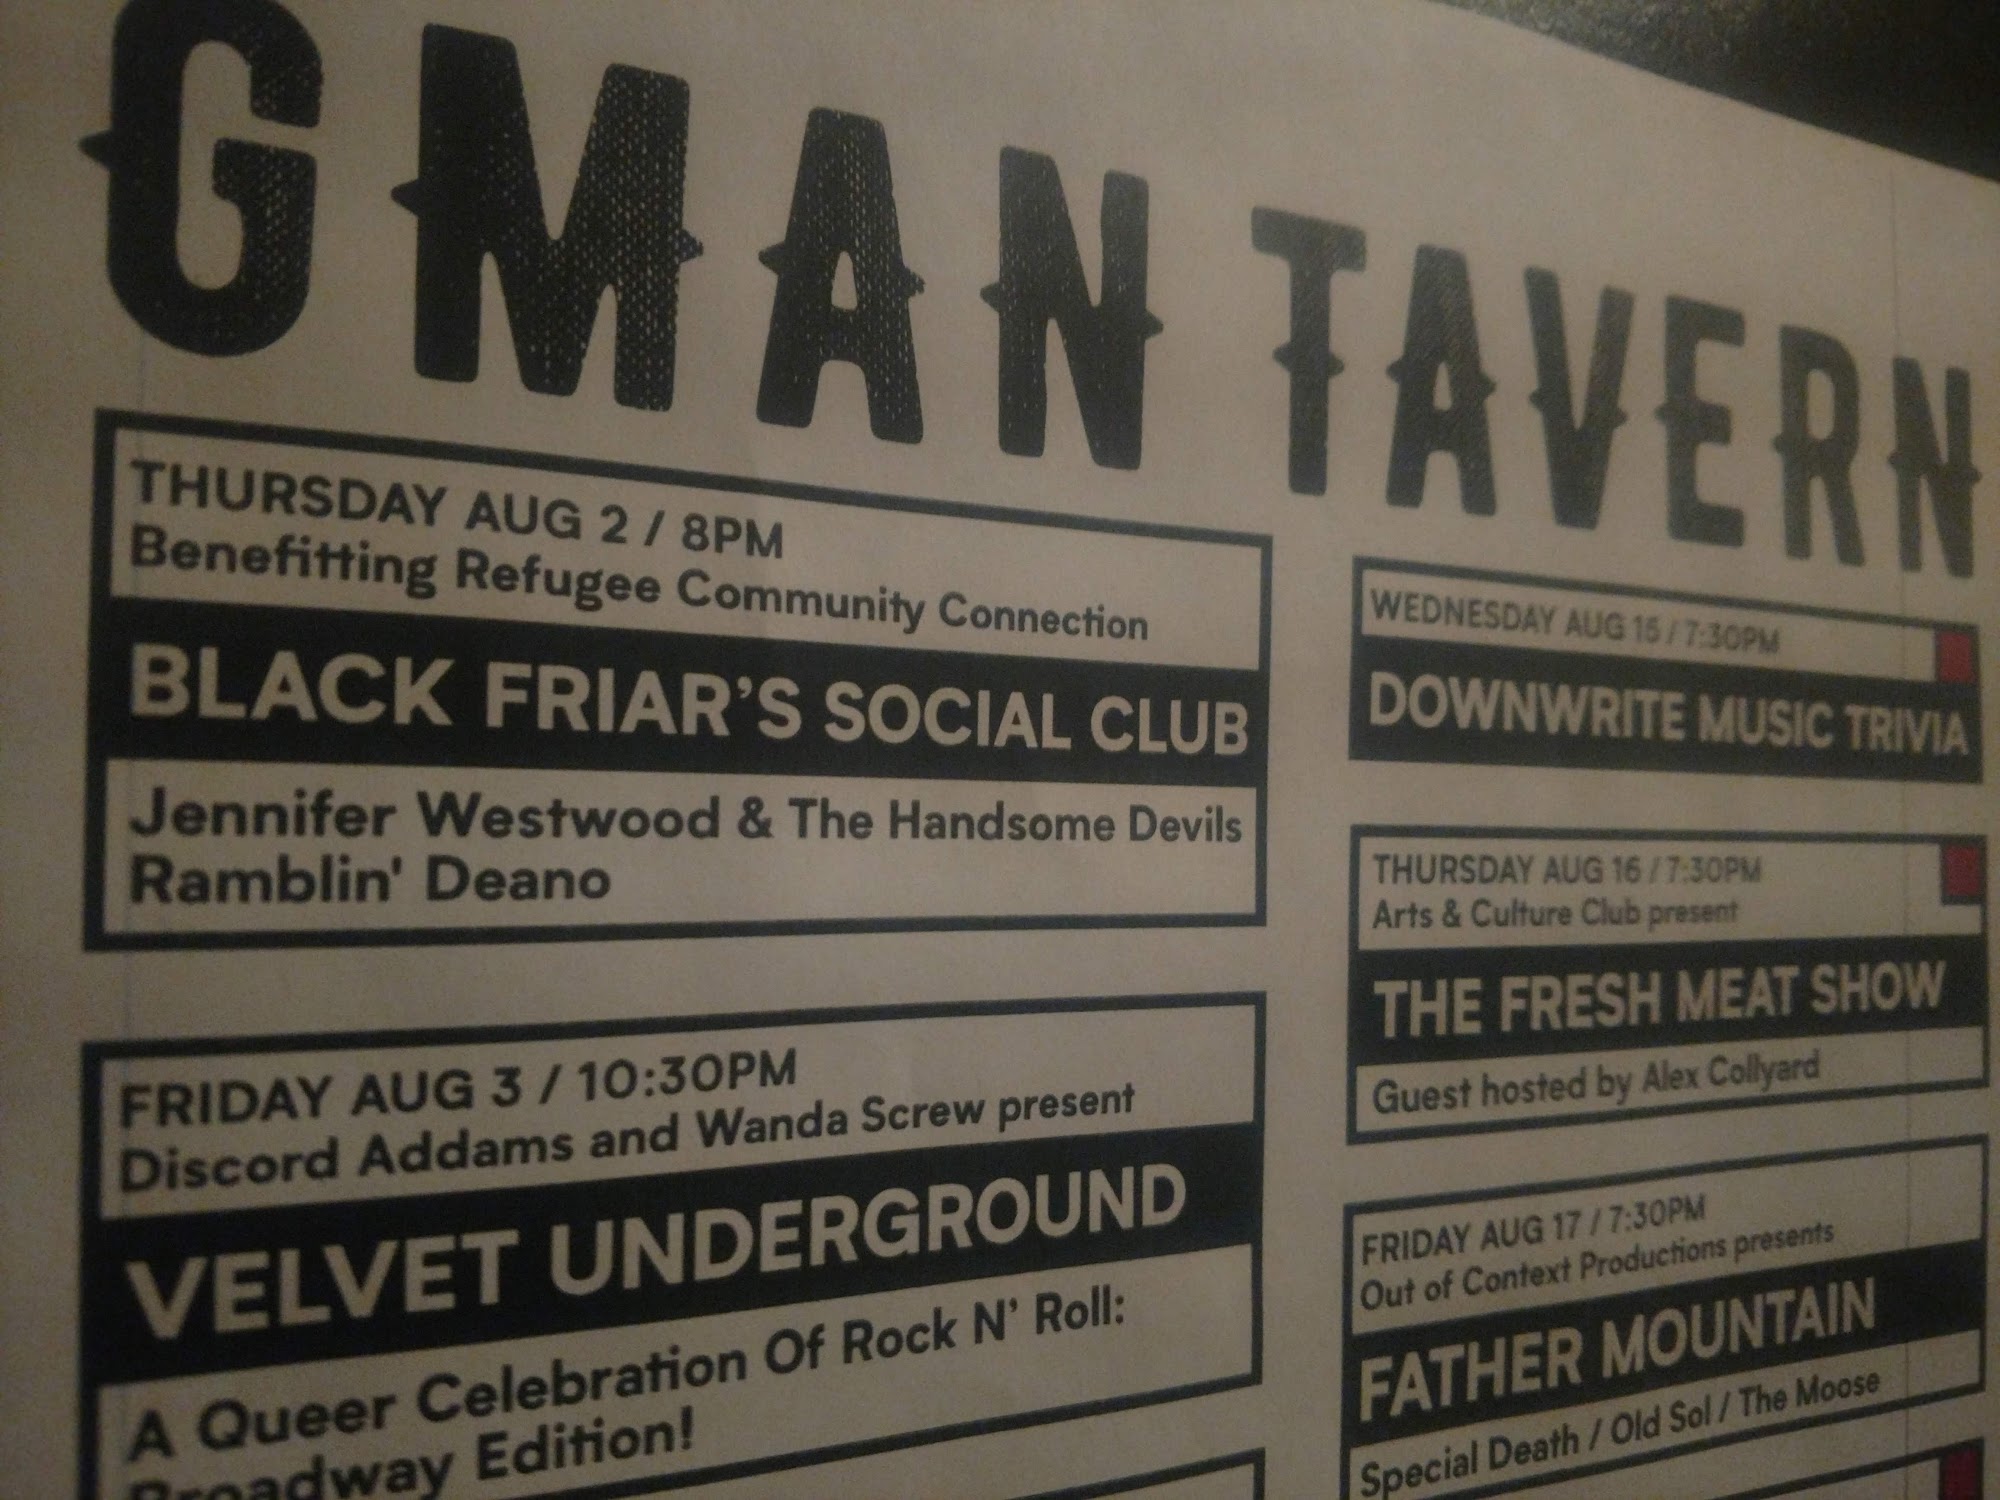 GMAN TAVERN
THURSDAY AUG 2 / 8PM
Benefitting Refugee Community Connection
BLACK FRIAR'S SOCIAL CLUB
Jennifer Westwood & The Handsome Devils
Ramblin' Deano
FRIDAY AUG 3 / 10:30PM
Discord Addams and Wanda Screw present
VELVET UNDERGROUND
A Queer Celebration Of Rock N' Roll:
Broadway Edition!
WEDNESDAY AUG 15 / 7:30PM
DOWNWRITE MUSIC TRIVIA
THURSDAY AUG 16 / 7:30PM
Arts & Culture Club present
THE FRESH MEAT SHOW
Guest hosted by Alex Collyard
FRIDAY AUG 17 / 7:30PM
Out of Context Productions presents
FATHER MOUNTAIN
Special Death / Old Sol / The Moose